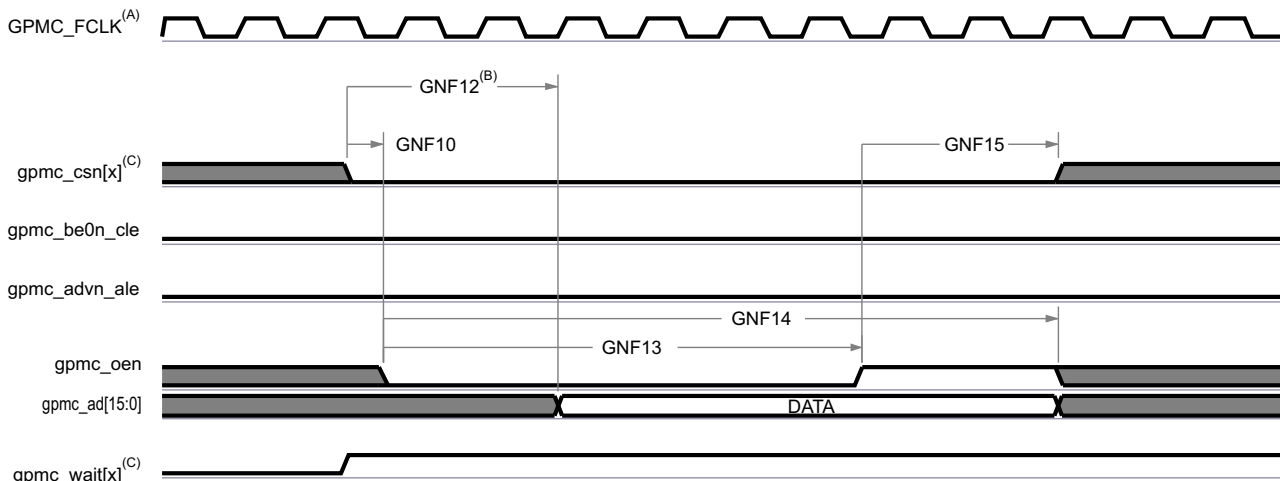 GPMC_FCLK(A)
GNF12(B)
GNF10
GNF15
gpmc_csn[x](C)
gpmc_be0n_cle
gpmc_advn_ale
GNF14
GNF13
gpmc_oen
gpmc_ad[15:0]
DATA
gpmc_wait[x](C)